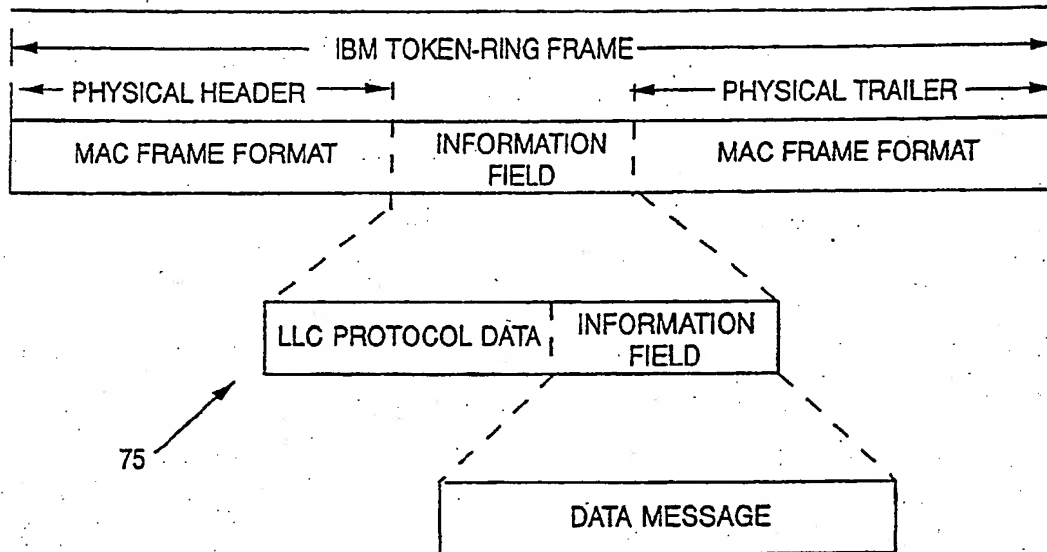 IBM TOKEN-RING FRAME
PHYSICAL HEADER PHYSICAL TRAILER
MAC FRAME FORMAT INFORMATION FIELD MAC FRAME FORMAT
LLC PROTOCOL DATA INFORMATION FIELD
75
DATA MESSAGE